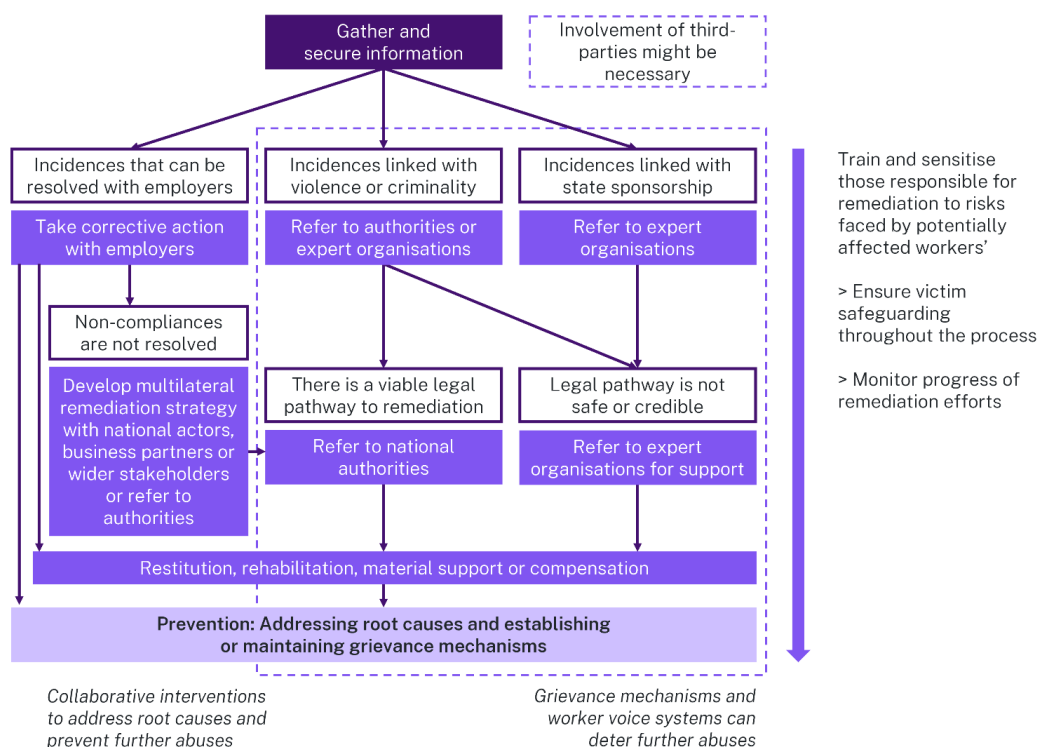 Gather and
secure information
Involvement of third-
parties might be
necessary
Incidences that can be
resolved with employers
Take corrective action
with employers
Incidences linked with
violence or criminality
Refer to authorities or
expert organisations
Incidences linked with
state sponsorship
Refer to expert
organisations
Non-compliances
are not resolved
Develop multilateral
remediation strategy
with national actors,
business partners or
wider stakeholders
or refer to
authorities
There is a viable legal
pathway to remediation
Refer to national
authorities
Legal pathway is not
safe or credible
Refer to expert
organisations for support
Restitution, rehabilitation, material support or compensation
Prevention: Addressing root causes and establishing
or maintaining grievance mechanisms
Collaborative interventions
to address root causes and
prevent further abuses
Grievance mechanisms and
worker voice systems can
deter further abuses
Train and sensitise
those responsible for
remediation to risks
faced by potentially
affected workers’
> Ensure victim
safeguarding
throughout the process
> Monitor progress of
remediation efforts